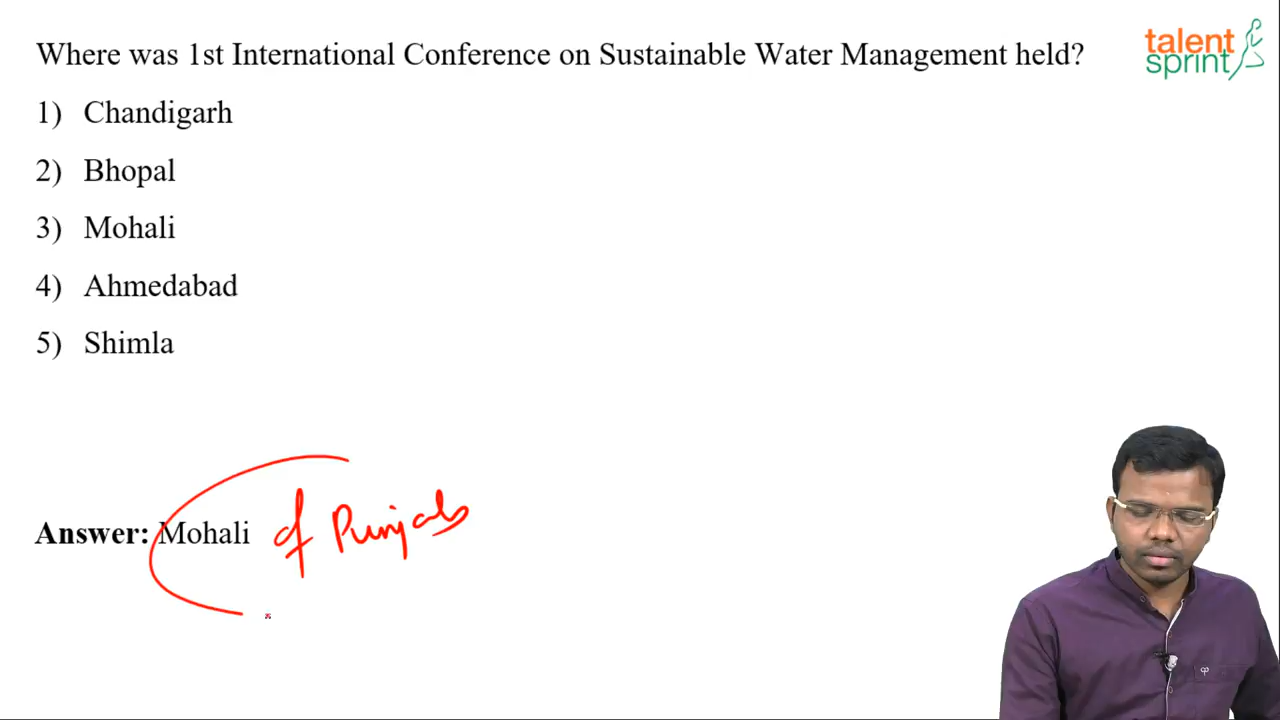 Where was 1st International Conference on Sustainable Water Management held?
talent
sprint
1) Chandigarh
2) Bhopal
3) Mohali
4) Ahmedabad
5) Shimla
Answer: Mohali of Punjab